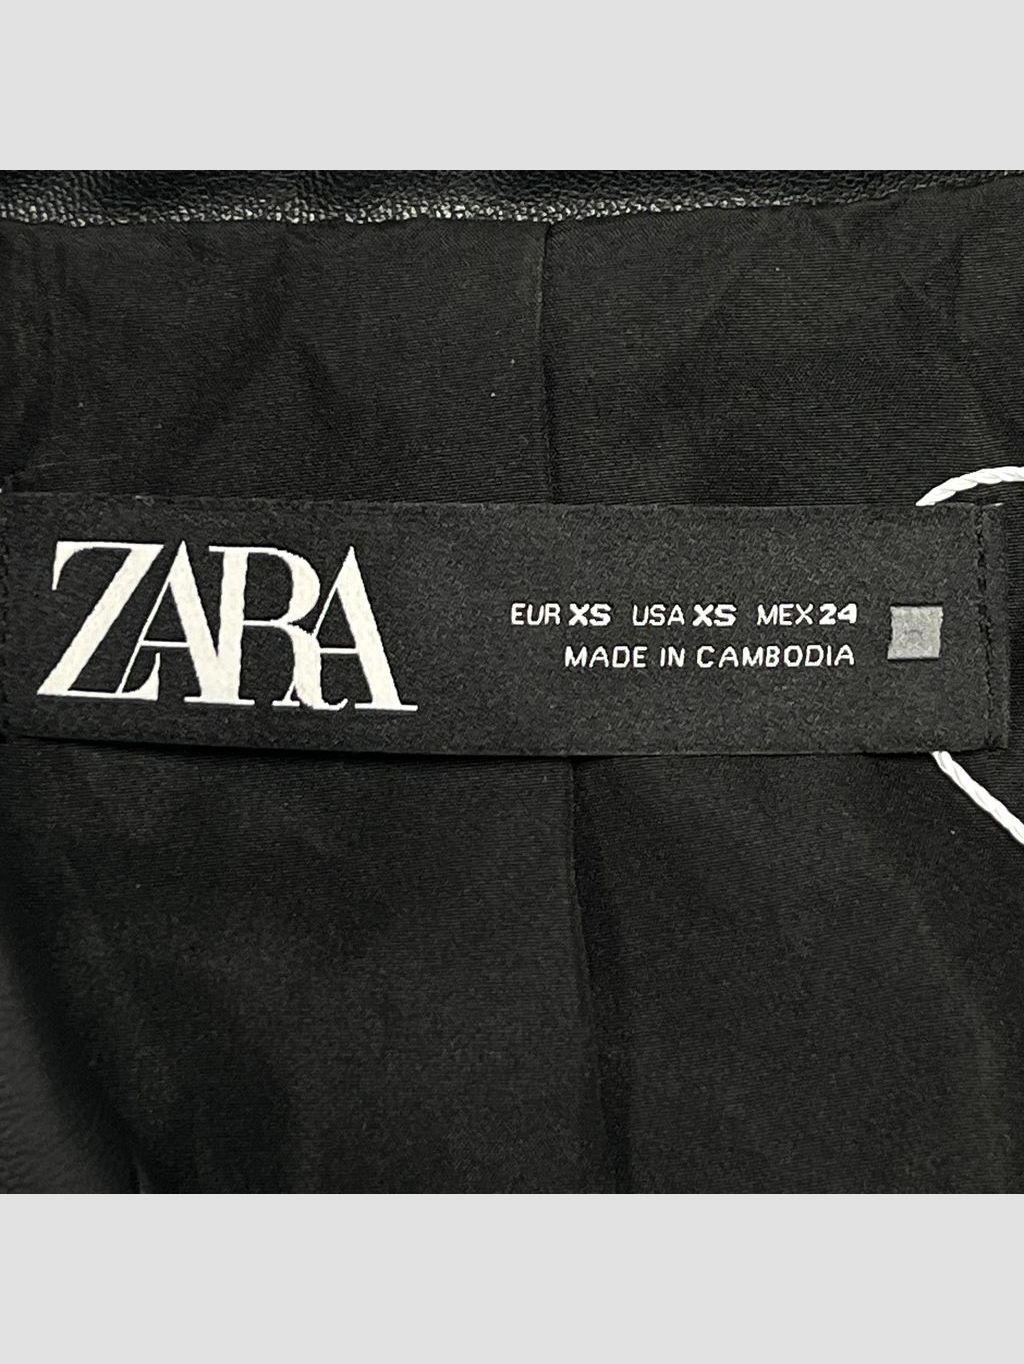 ZARA
EUR XS USA XS MEX 24
MADE IN CAMBODIA